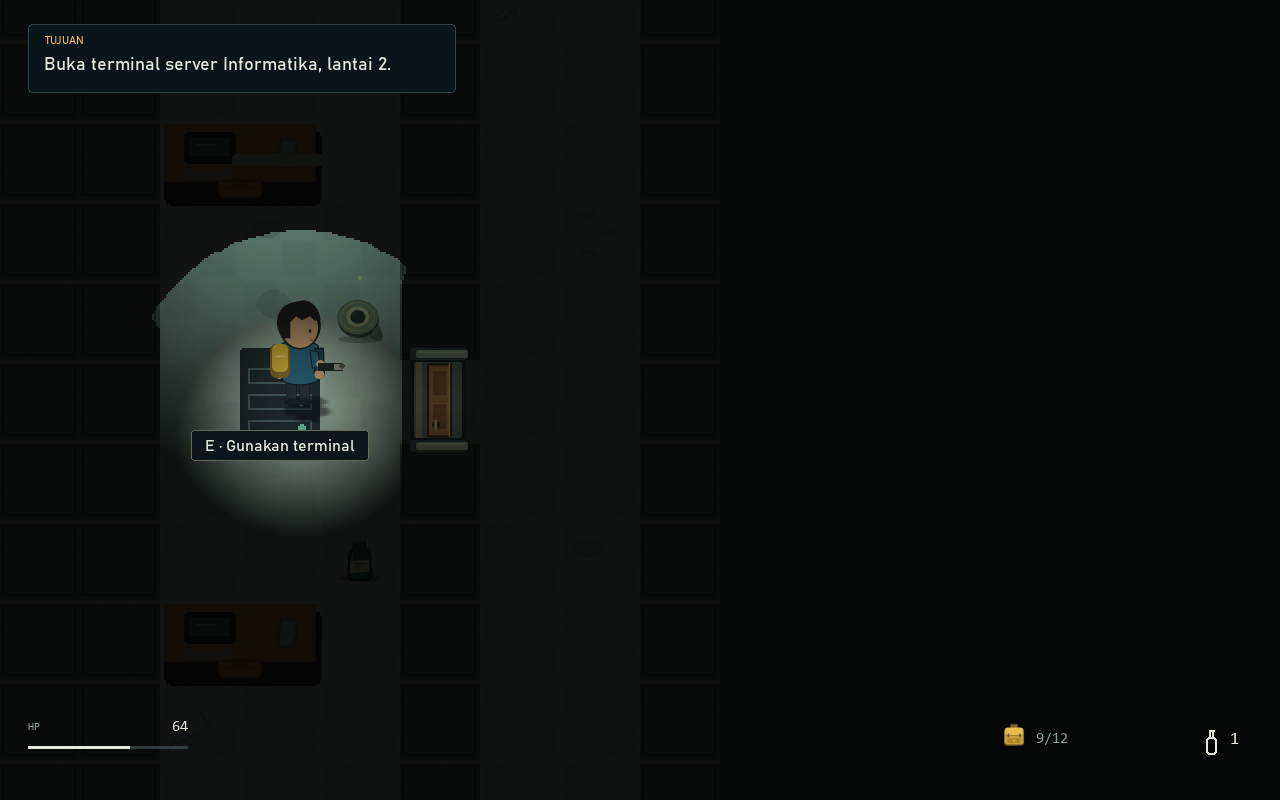 TUJUAN
Buka terminal server Informatika, lantai 2.
E · Gunakan terminal
HP
64
9/12
1